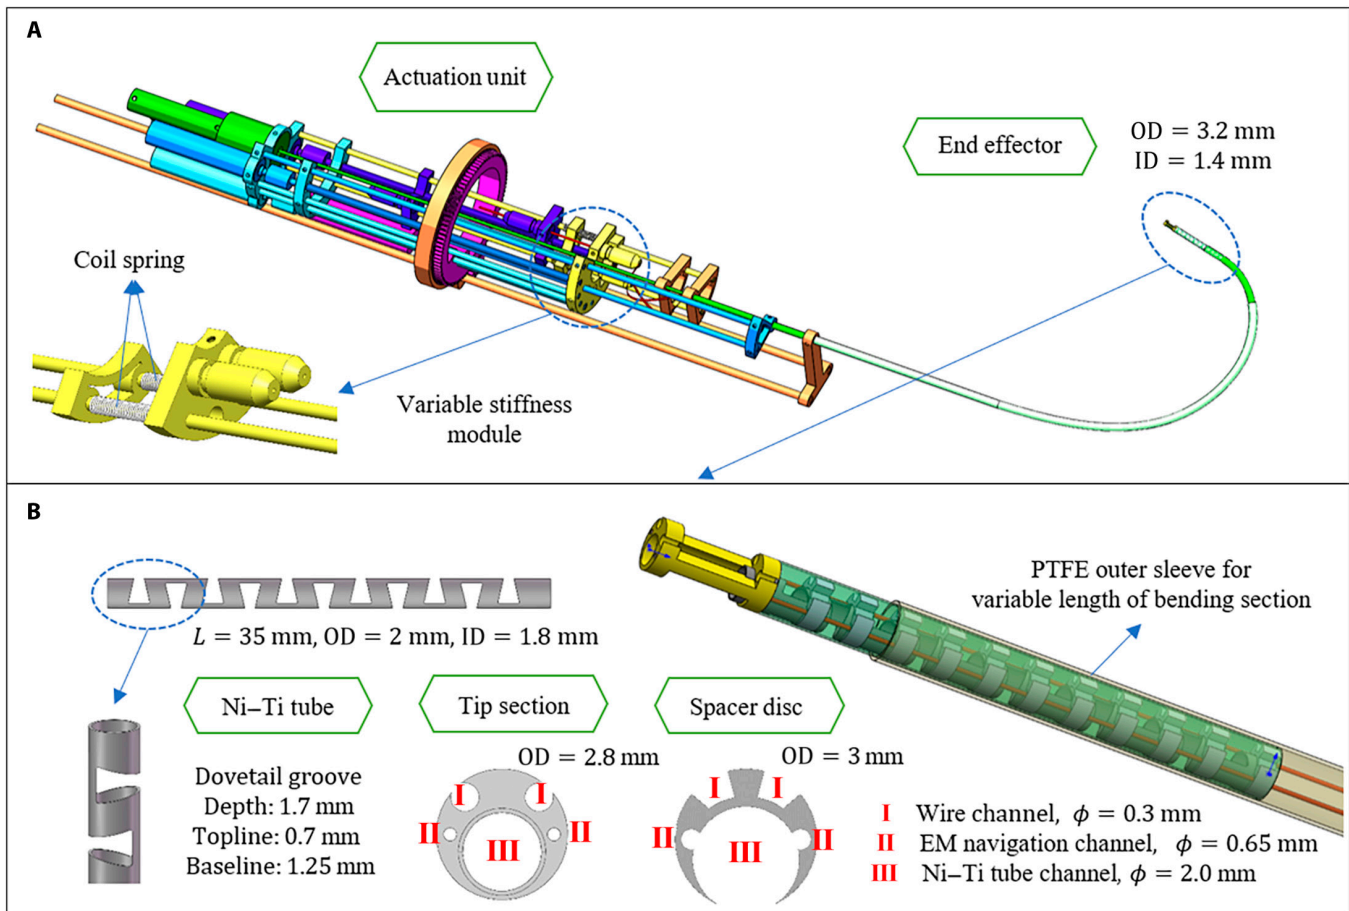 A
Actuation unit
End effector
OD = 3.2 mm
ID = 1.4 mm
Coil spring
Variable stiffness
module
B
L = 35 mm, OD = 2 mm, ID = 1.8 mm
PTFE outer sleeve for
variable length of bending section
Ni–Ti tube
Tip section
Spacer disc
OD = 2.8 mm
OD = 3 mm
Dovetail groove
Depth: 1.7 mm
Topline: 0.7 mm
Baseline: 1.25 mm
I I
II II
III
I I
II II
III
I Wire channel, ϕ = 0.3 mm
II EM navigation channel, ϕ = 0.65 mm
III Ni–Ti tube channel, ϕ = 2.0 mm